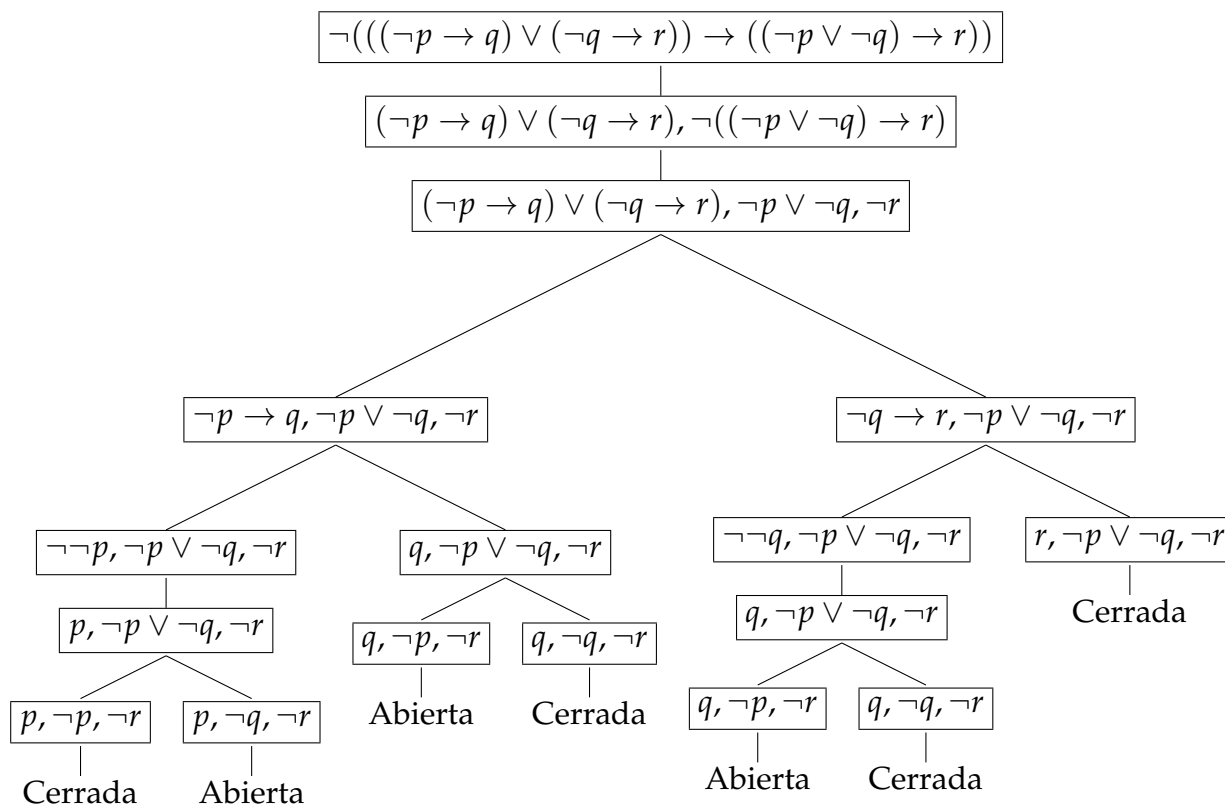 ¬(((¬p → q) ∨ (¬q → r)) → ((¬p ∨ ¬q) → r))
(¬p → q) ∨ (¬q → r), ¬((¬p ∨ ¬q) → r)
(¬p → q) ∨ (¬q → r), ¬p ∨ ¬q, ¬r
¬p → q, ¬p ∨ ¬q, ¬r
¬q → r, ¬p ∨ ¬q, ¬r
¬¬p, ¬p ∨ ¬q, ¬r
q, ¬p ∨ ¬q, ¬r
¬¬q, ¬p ∨ ¬q, ¬r
r, ¬p ∨ ¬q, ¬r
p, ¬p ∨ ¬q, ¬r
q, ¬p, ¬r
q, ¬q, ¬r
q, ¬p ∨ ¬q, ¬r
Cerrada
p, ¬p, ¬r
p, ¬q, ¬r
Abierta
Cerrada
q, ¬p, ¬r
q, ¬q, ¬r
Cerrada
Abierta
Abierta
Cerrada